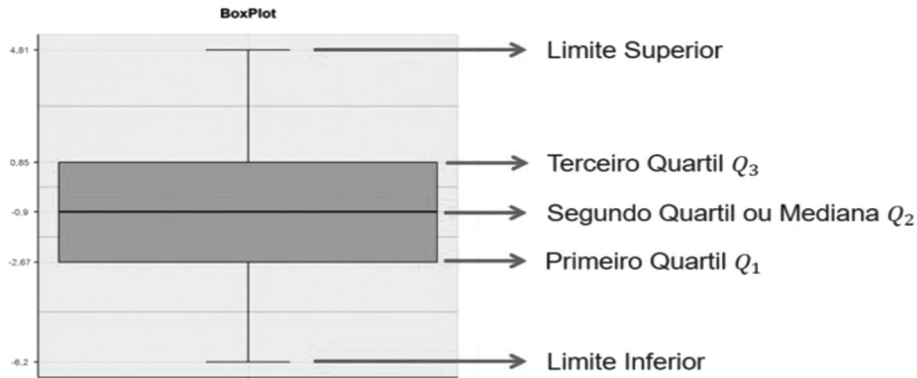 BoxPlot
4,81
Limite Superior
0,85
Terceiro Quartil Q₃
-0,9
Segundo Quartil ou Mediana Q₂
-2,67
Primeiro Quartil Q₁
-6,2
Limite Inferior